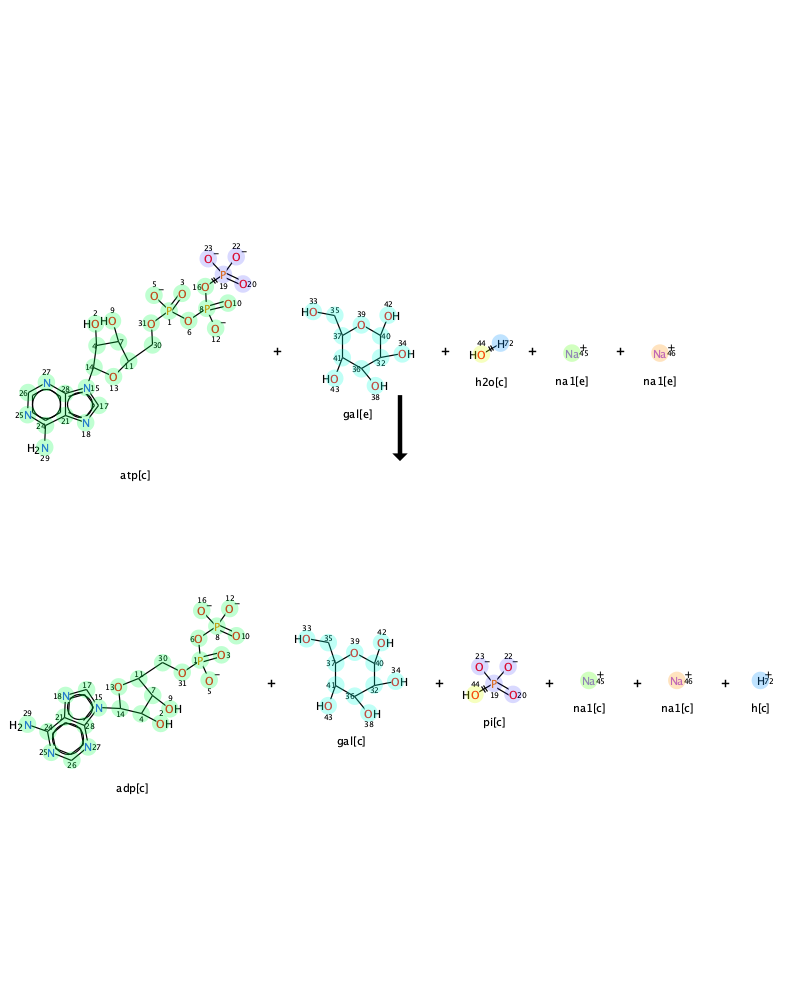 23 22
O− O−
P
5 3 16 O 19 O 20
O− O
2 9 8 P O 10 33 35 39 42
HO HO 31 O P O O− HO O OH
1 6 12
4 7 30 37 40 34 44 H 72 + +
14 11 + 41 32 OH + HO + Na 45 + Na 46
13 O 36 h2o[c] na1[e] na1[e]
27 N 28 N 15 HO OH
26 17 43 38
25 N 21 N gal[e]
24 18
H₂N
29
atp[c]
16 12
O− O−
P 8 O 10
33 35 39 42
6 O HO O OH
30 P 1 O 3 37 40 23 22
11 31 O O− 41 34 O− O− + + +
17 13 O 7 5 + 32 OH + P + Na 45 + Na 46 + H 72
18 N 15 N 9 OH HO 36 44 HO 19 O 20 na1[c] na1[c] h[c]
29 21 14 4 2 OH 43 OH pi[c]
H₂N 24 28 38
25 N N 27 gal[c]
26
adp[c]